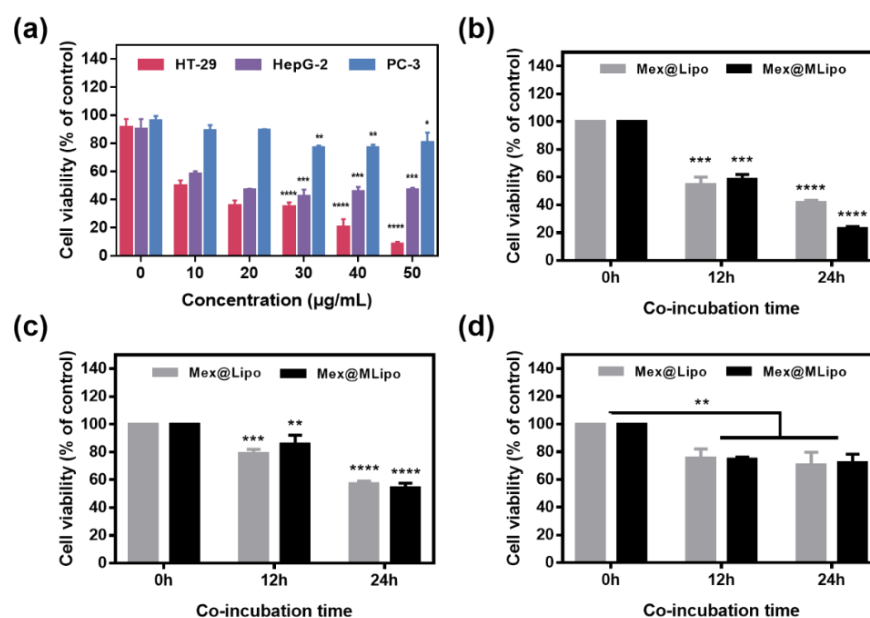 (a)
Cell viability (% of control)
140
120
100
80
60
40
20
0
HT-29 HepG-2 PC-3
****
***
**
****
***
**
****
***
*
0 10 20 30 40 50
Concentration (µg/mL)
(b)
Cell viability (% of control)
140
120
100
80
60
40
20
0
Mex@Lipo Mex@MLipo
*** ***
****
****
0h 12h 24h
Co-incubation time
(c)
Cell viability (% of control)
140
120
100
80
60
40
20
0
Mex@Lipo Mex@MLipo
*** **
**** ****
0h 12h 24h
Co-incubation time
(d)
Cell viability (% of control)
140
120
100
80
60
40
20
0
Mex@Lipo Mex@MLipo
**
0h 12h 24h
Co-incubation time